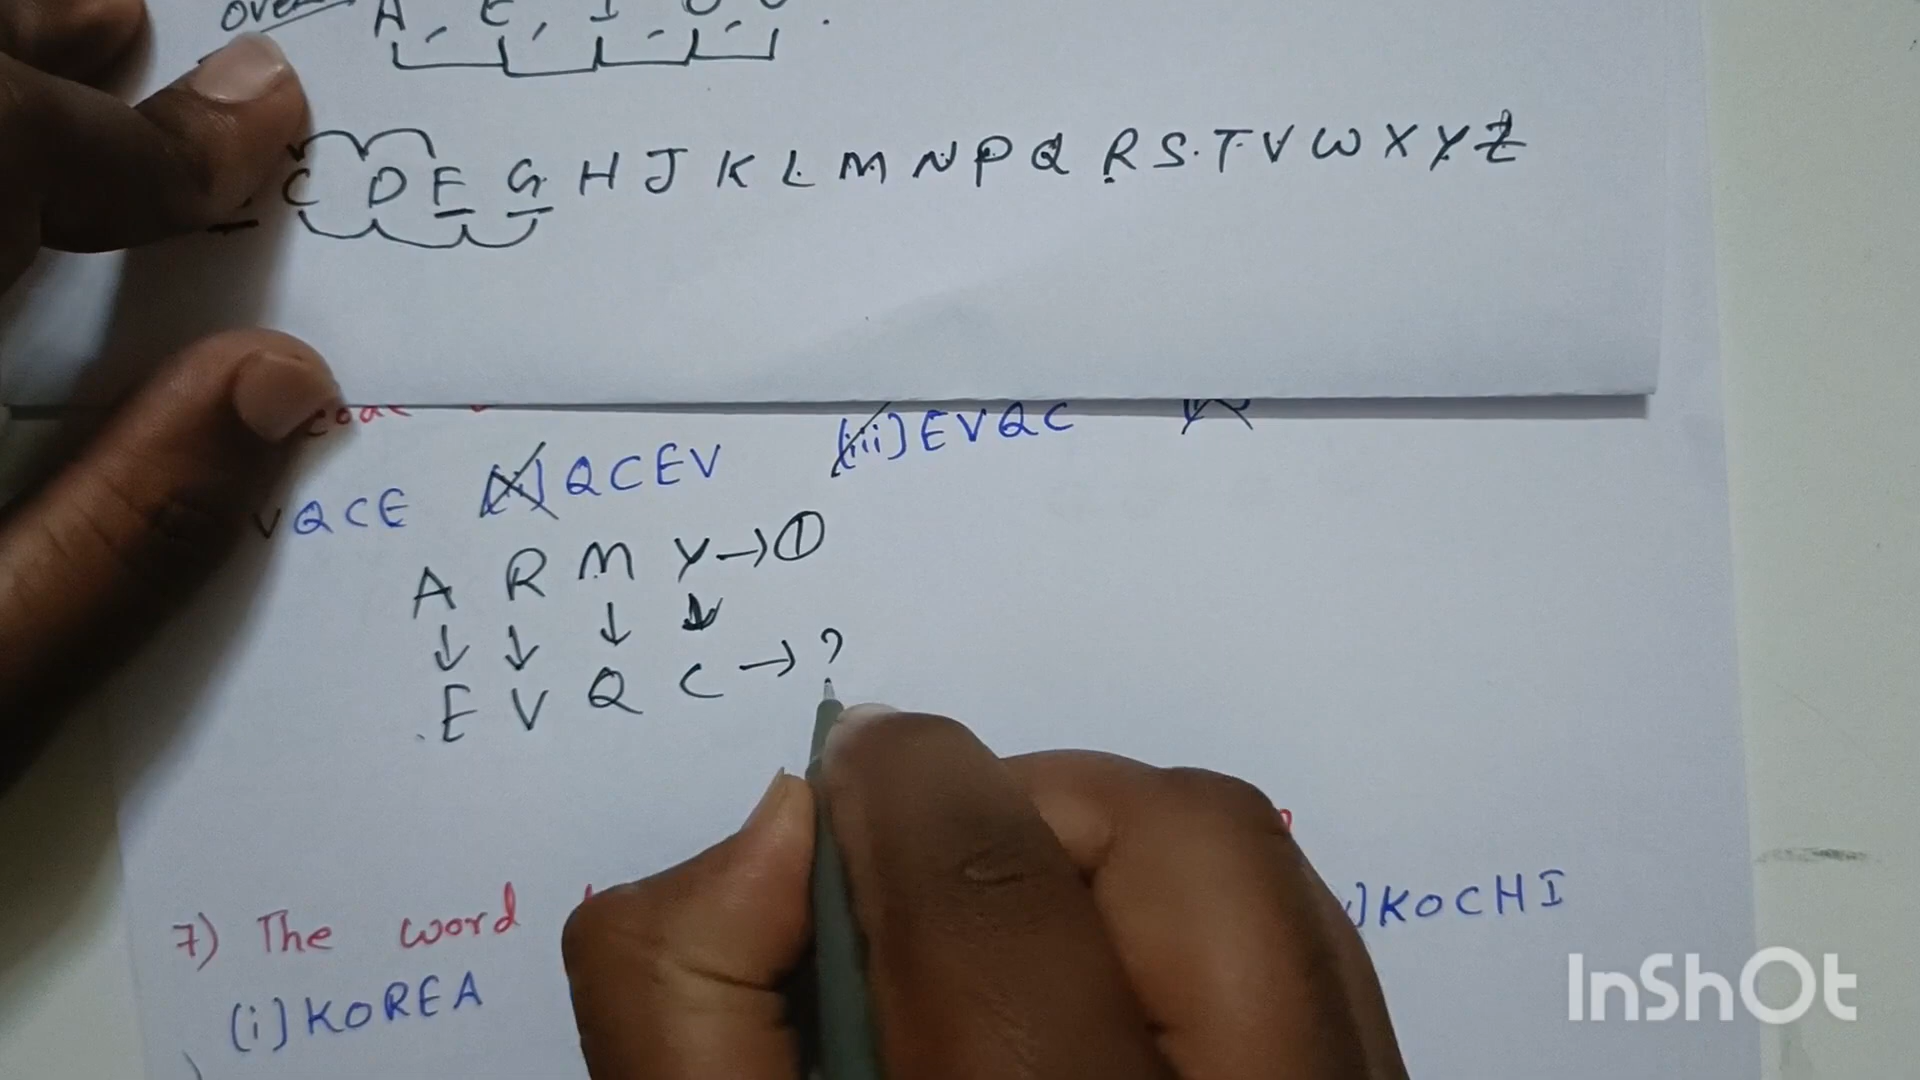 A, E, I
C D F G H J K L M N P Q R S T V W X Y Z
VQCE QCEV (iii) EVQC
A R M Y → ①
↓ ↓ ↓ ↓
E V Q C → ?
7) The word
KOCHI
(i) KOREA
InShOt